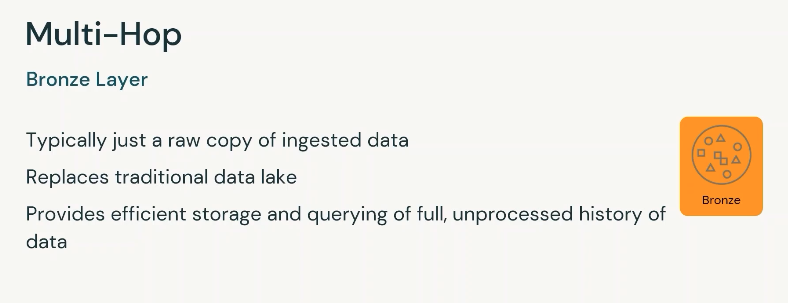 Multi-Hop
Bronze Layer
Typically just a raw copy of ingested data
Replaces traditional data lake
Provides efficient storage and querying of full, unprocessed history of
data
Bronze